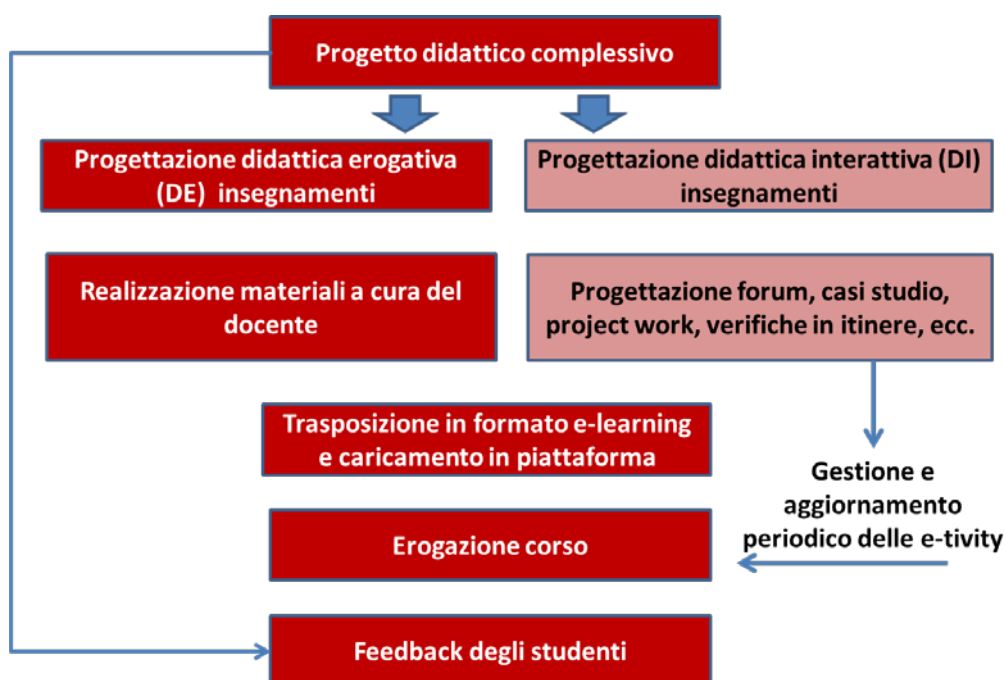 Progetto didattico complessivo
Progettazione didattica erogativa
(DE) insegnamenti
Progettazione didattica interattiva (DI)
insegnamenti
Realizzazione materiali a cura del
docente
Progettazione forum, casi studio,
project work, verifiche in itinere, ecc.
Trasposizione in formato e-learning
e caricamento in piattaforma
Gestione e
aggiornamento
periodico delle e-tivity
Erogazione corso
Feedback degli studenti